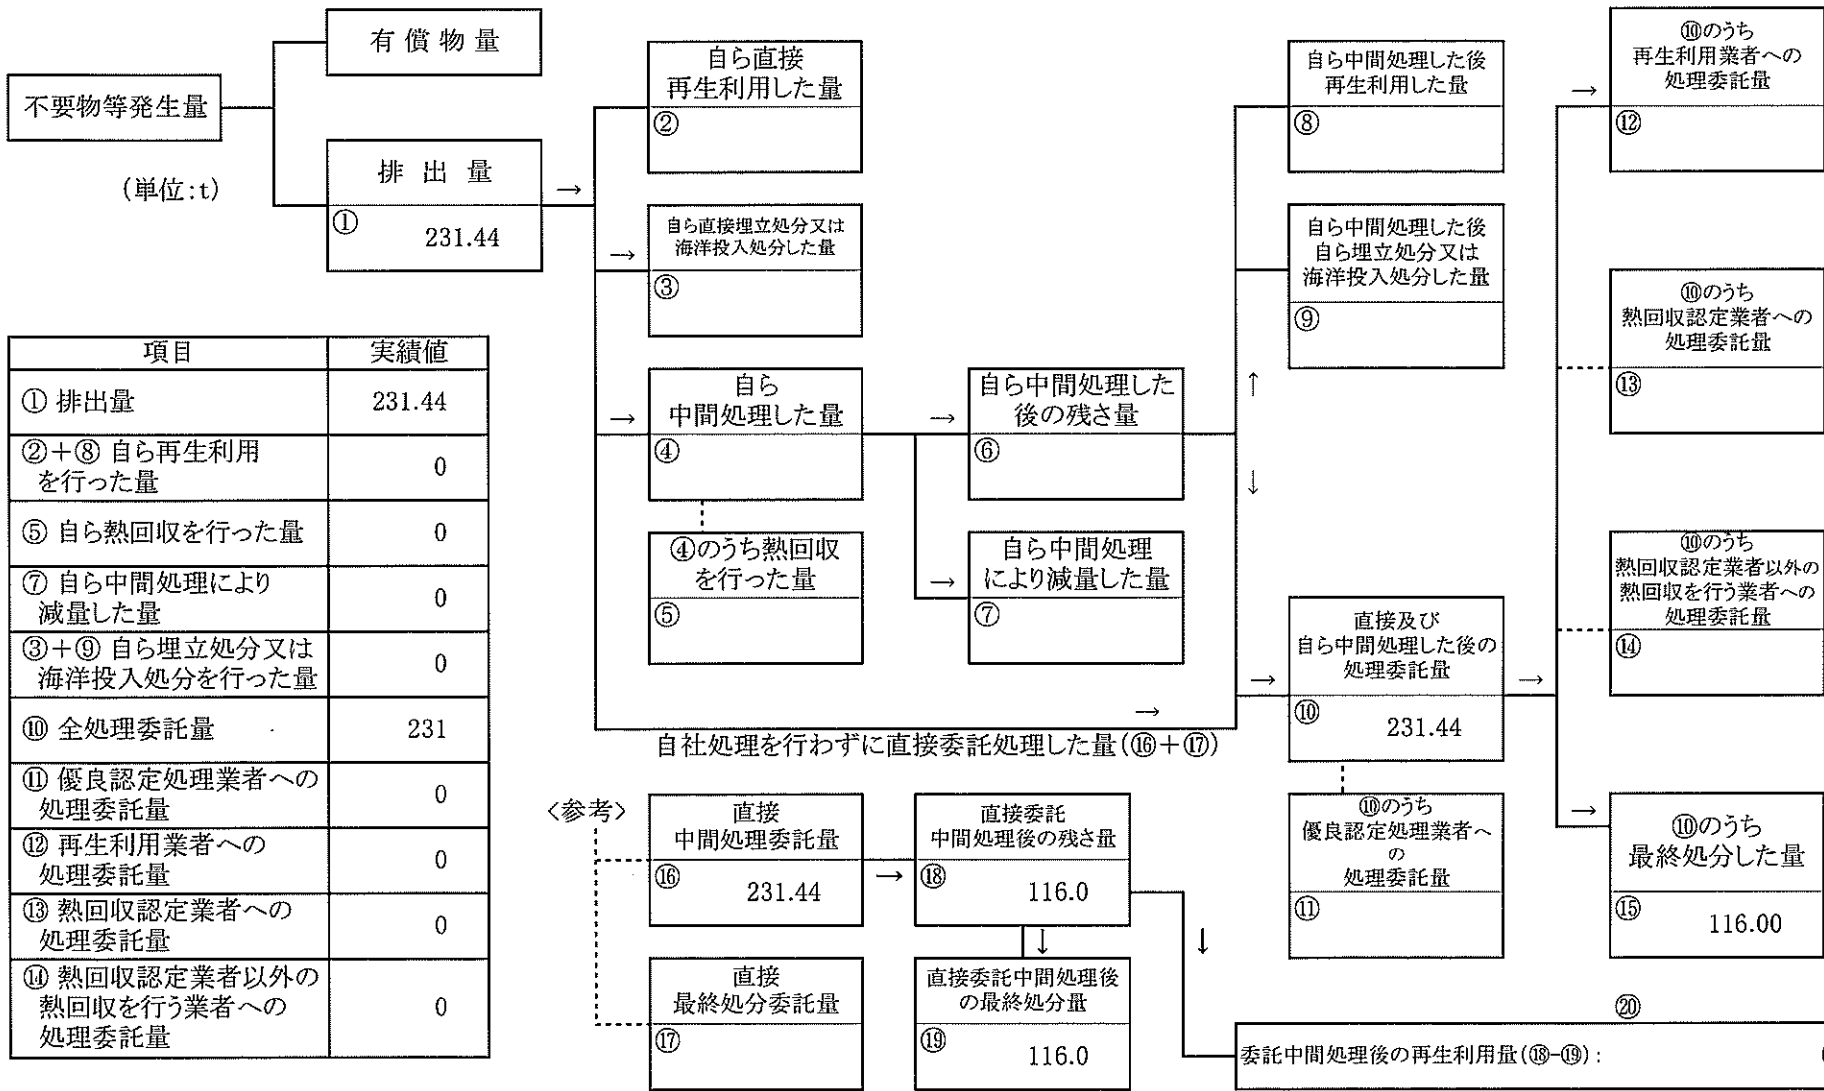 不要物等発生量
(単位:t)
有償物量
排出量
①
231.44
→
自ら直接
再生利用した量
②
→
自ら直接埋立処分又は
海洋投入処分した量
③
→
自ら
中間処理した量
④
④のうち熱回収
を行った量
⑤
→
自ら中間処理した
後の残さ量
⑥
→
自ら中間処理
により減量した量
⑦
↑
↓
自ら中間処理した後
再生利用した量
⑧
自ら中間処理した後
自ら埋立処分又は
海洋投入処分した量
⑨
→
自社処理を行わずに直接委託処理した量(⑯+⑰)
→
直接及び
自ら中間処理した後の
処理委託量
⑩
231.44
⑩のうち
優良認定処理業者へ
の
処理委託量
⑪
→
→
⑩のうち
再生利用業者への
処理委託量
⑫
⑩のうち
熱回収認定業者への
処理委託量
⑬
⑩のうち
熱回収認定業者以外の
熱回収を行う業者への
処理委託量
⑭
→
⑩のうち
最終処分した量
⑮
116.00
<参考>
直接
中間処理委託量
⑯
231.44
→
直接
最終処分委託量
⑰
直接委託
中間処理後の残さ量
⑱
116.0
↓
直接委託中間処理後
の最終処分量
⑲
116.0
↓
⑳
委託中間処理後の再生利用量(⑱-⑲):
項目 実績値
① 排出量 231.44
②+⑧ 自ら再生利用
を行った量 0
⑤ 自ら熱回収を行った量 0
⑦ 自ら中間処理により
減量した量 0
③+⑨ 自ら埋立処分又は
海洋投入処分を行った量 0
⑩ 全処理委託量 231
⑪ 優良認定処理業者への
処理委託量 0
⑫ 再生利用業者への
処理委託量 0
⑬ 熱回収認定業者への
処理委託量 0
⑭ 熱回収認定業者以外の
熱回収を行う業者への
処理委託量 0